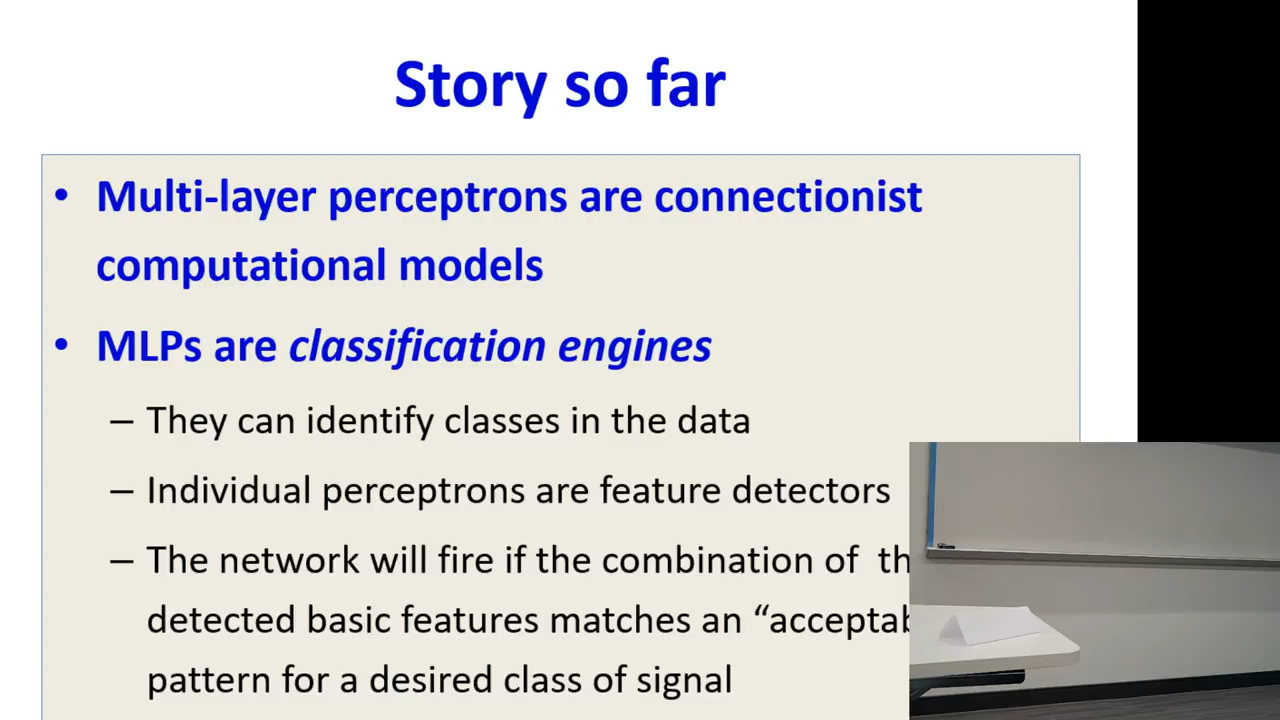 Story so far
• Multi-layer perceptrons are connectionist
computational models
• MLPs are classification engines
– They can identify classes in the data
– Individual perceptrons are feature detectors
– The network will fire if the combination of
detected basic features matches an
pattern for a desired class of signal